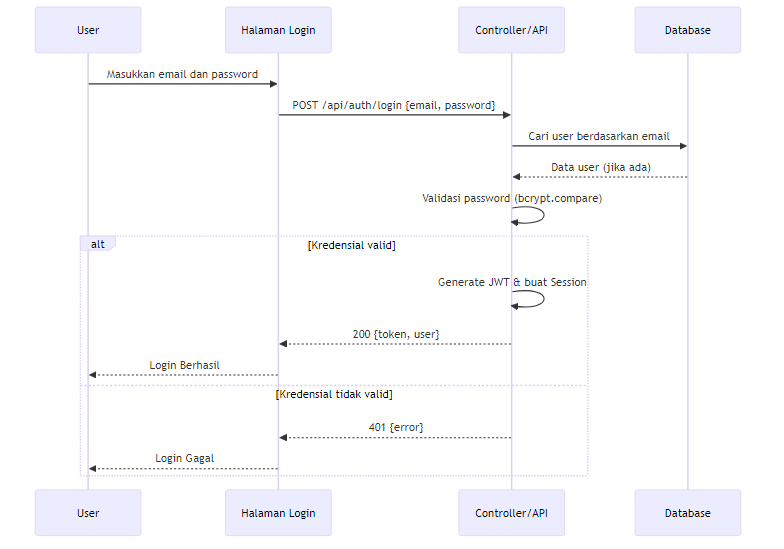 User
Halaman Login
Controller/API
Database
Masukkan email dan password
POST /api/auth/login {email, password}
Cari user berdasarkan email
Data user (jika ada)
Validasi password (bcrypt.compare)
alt
[Kredensial valid]
Generate JWT & buat Session
200 {token, user}
Login Berhasil
[Kredensial tidak valid]
401 {error}
Login Gagal
User
Halaman Login
Controller/API
Database